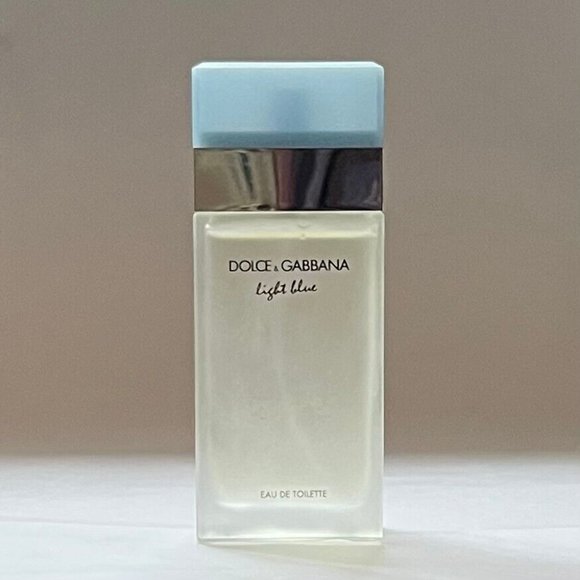 DOLCE & GABBANA
light blue
EAU DE TOILETTE